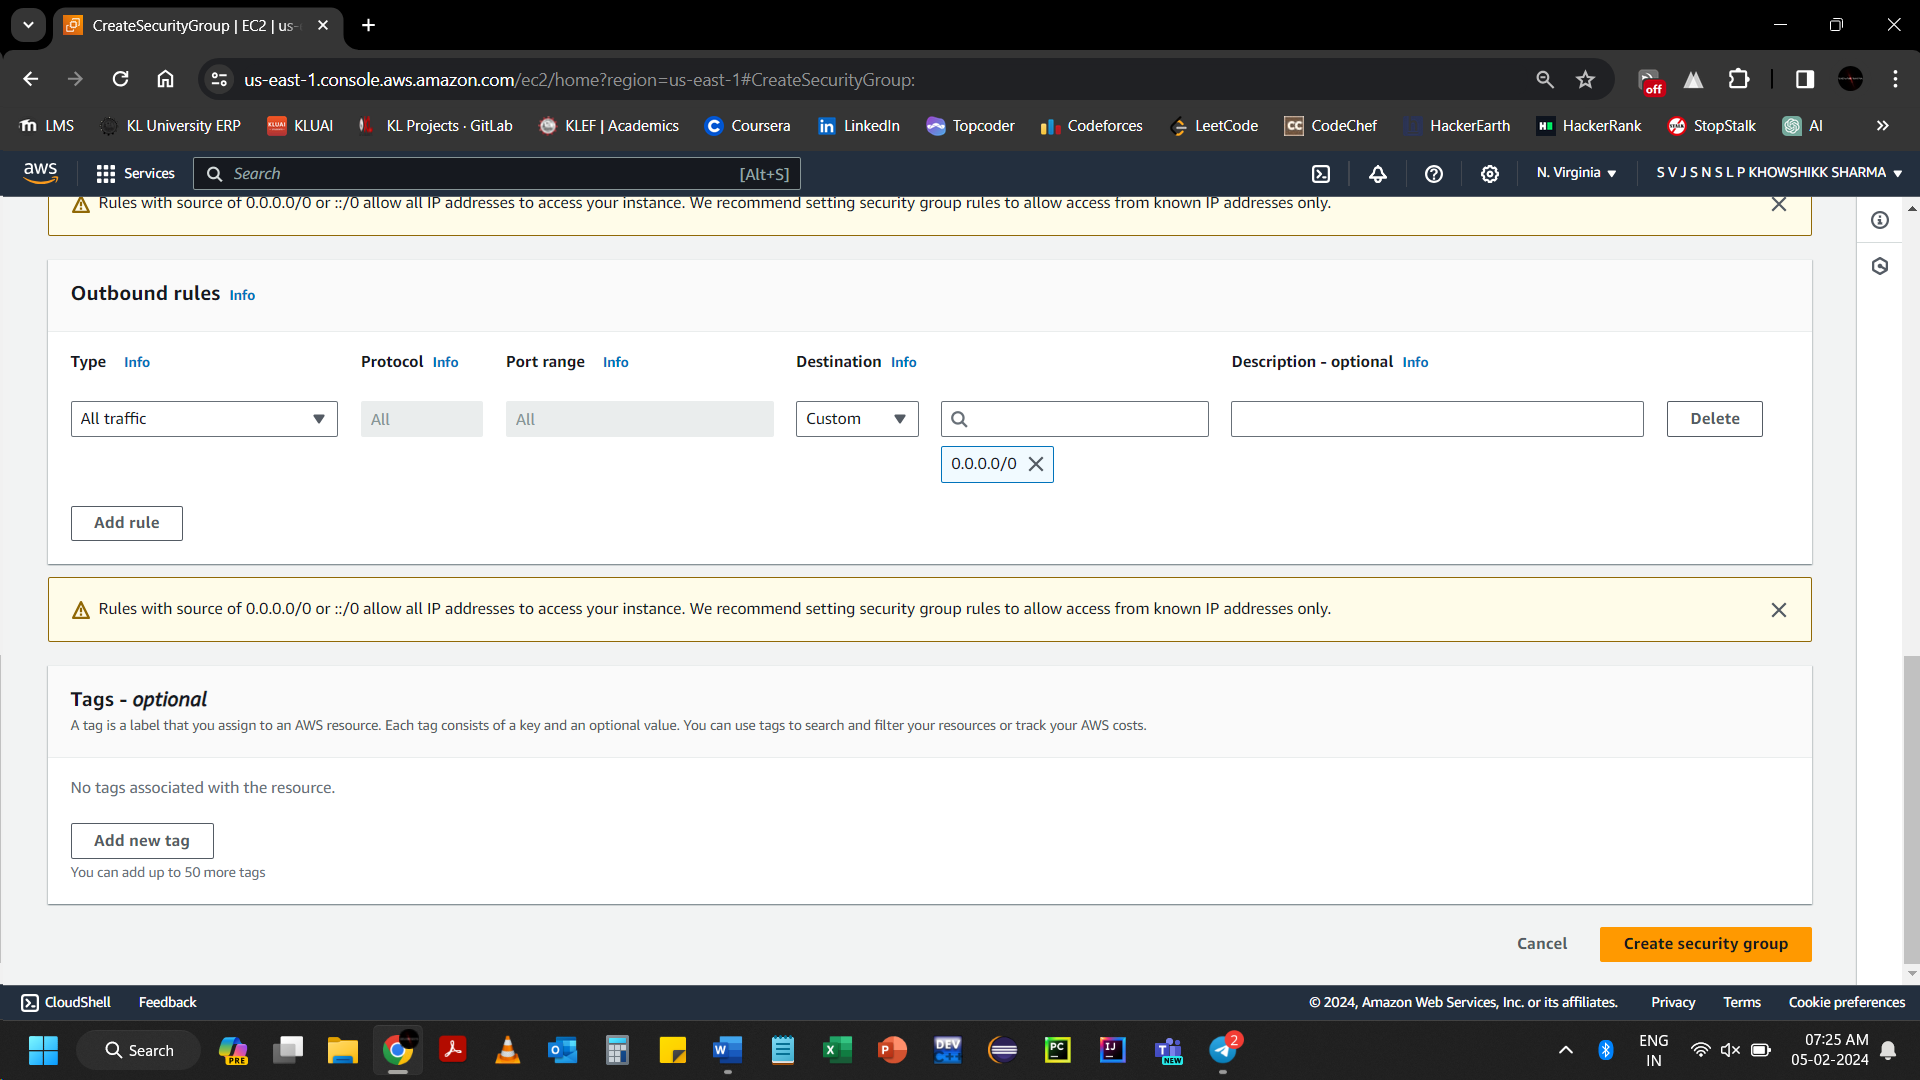 CreateSecurityGroup | EC2 | us-
us-east-1.console.aws.amazon.com/ec2/home?region=us-east-1#CreateSecurityGroup:
off
LMS
KL University ERP
KLUAI
KLUAI
KL Projects · GitLab
KLEF | Academics
Coursera
LinkedIn
Topcoder
Codeforces
LeetCode
CC
CodeChef
HackerEarth
HackerRank
StopStalk
AI
aws
Services
Search
[Alt+S]
N. Virginia
S V J S N S L P KHOWSHIKK SHARMA
Rules with source of 0.0.0.0/0 or ::/0 allow all IP addresses to access your instance. We recommend setting security group rules to allow access from known IP addresses only.
Outbound rules Info
Type Info
Protocol Info
Port range Info
Destination Info
Description - optional Info
All traffic
All
All
Custom
Delete
0.0.0.0/0
Add rule
Rules with source of 0.0.0.0/0 or ::/0 allow all IP addresses to access your instance. We recommend setting security group rules to allow access from known IP addresses only.
Tags - optional
A tag is a label that you assign to an AWS resource. Each tag consists of a key and an optional value. You can use tags to search and filter your resources or track your AWS costs.
No tags associated with the resource.
Add new tag
You can add up to 50 more tags
Cancel
Create security group
CloudShell
Feedback
© 2024, Amazon Web Services, Inc. or its affiliates.
Privacy
Terms
Cookie preferences
Search
PRE
DEV
C++
PC
IJ
NEW
2
ENG
IN
07:25 AM
05-02-2024